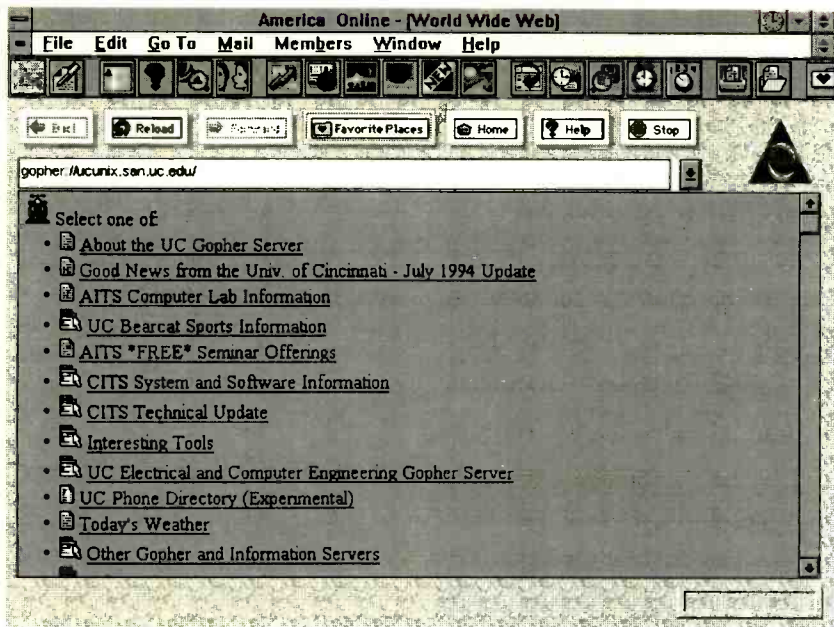 America Online - [World Wide Web]
File Edit Go To Mail Members Window Help
Back Reload Forward Favorite Places Home Help Stop
gopher://ucunix.san.uc.edu/
Select one of:
About the UC Gopher Server
Good News from the Univ. of Cincinnati - July 1994 Update
AITS Computer Lab Information
UC Bearcat Sports Information
AITS *FREE* Seminar Offerings
CITS System and Software Information
CITS Technical Update
Interesting Tools
UC Electrical and Computer Engineering Gopher Server
UC Phone Directory (Experimental)
Today's Weather
Other Gopher and Information Servers